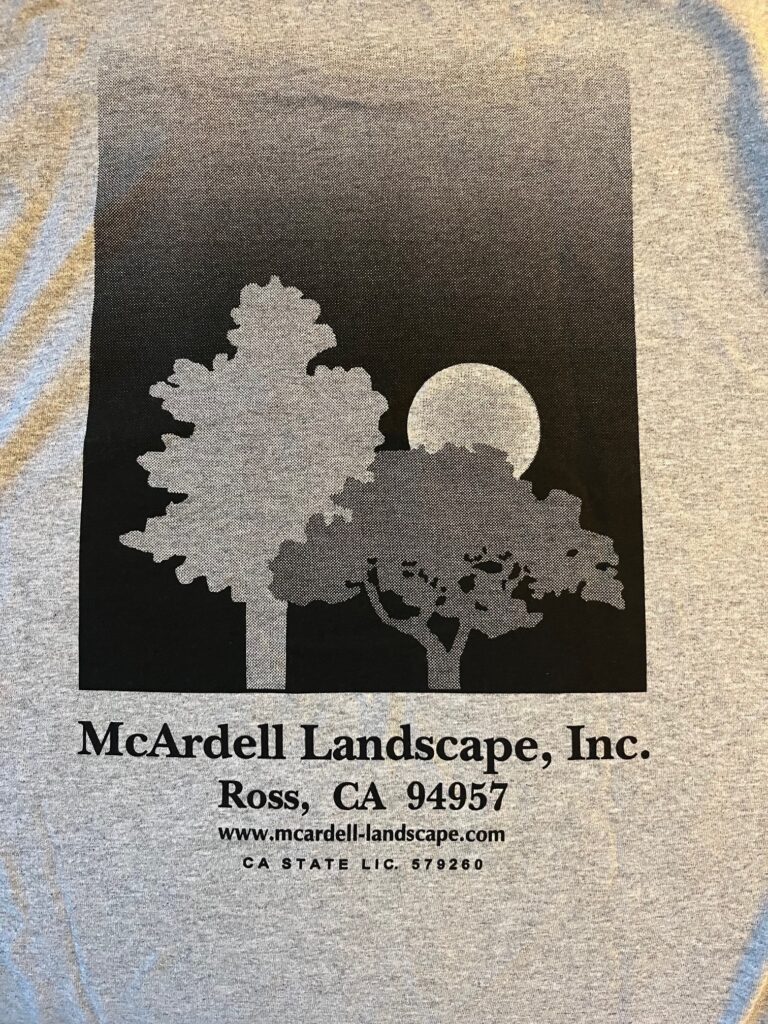 McArdell Landscape, Inc.
Ross, CA 94957
www.mcardell-landscape.com
CA STATE LIC. 579260